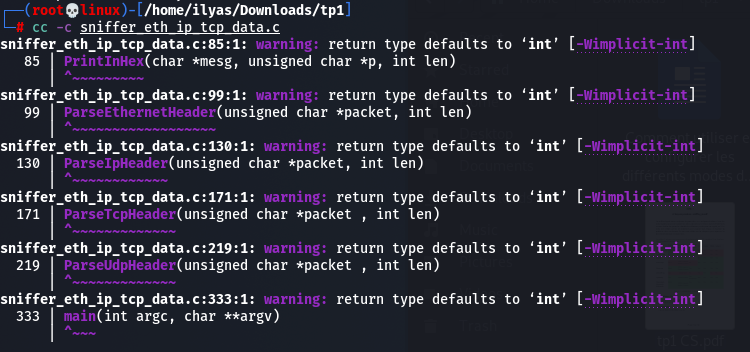 ┌──(root💀linux)-[/home/ilyas/Downloads/tp1]
└─# cc -c sniffer_eth_ip_tcp_data.c
sniffer_eth_ip_tcp_data.c:85:1: warning: return type defaults to ‘int’ [-Wimplicit-int]
   85 | PrintInHex(char *mesg, unsigned char *p, int len)
      | ^~~~~~~~~~
sniffer_eth_ip_tcp_data.c:99:1: warning: return type defaults to ‘int’ [-Wimplicit-int]
   99 | ParseEthernetHeader(unsigned char *packet, int len)
      | ^~~~~~~~~~~~~~~~~~~
sniffer_eth_ip_tcp_data.c:130:1: warning: return type defaults to ‘int’ [-Wimplicit-int]
  130 | ParseIpHeader(unsigned char *packet, int len)
      | ^~~~~~~~~~~~~
sniffer_eth_ip_tcp_data.c:171:1: warning: return type defaults to ‘int’ [-Wimplicit-int]
  171 | ParseTcpHeader(unsigned char *packet , int len)
      | ^~~~~~~~~~~~~~
sniffer_eth_ip_tcp_data.c:219:1: warning: return type defaults to ‘int’ [-Wimplicit-int]
  219 | ParseUdpHeader(unsigned char *packet , int len)
      | ^~~~~~~~~~~~~~
sniffer_eth_ip_tcp_data.c:333:1: warning: return type defaults to ‘int’ [-Wimplicit-int]
  333 | main(int argc, char **argv)
      | ^~~~